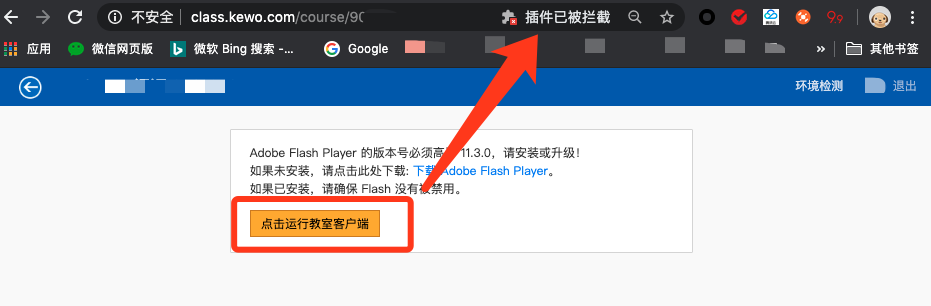 不安全 class.kewo.com/course/90 插件已被拦截
应用 微信网页版 微软 Bing 搜索 -... Google » 其他书签
环境检测 退出
Adobe Flash Player 的版本号必须高 11.3.0，请安装或升级！
如果未安装，请点击此处下载: 下载 Adobe Flash Player。
如果已安装，请确保 Flash 没有被禁用。
点击运行教室客户端